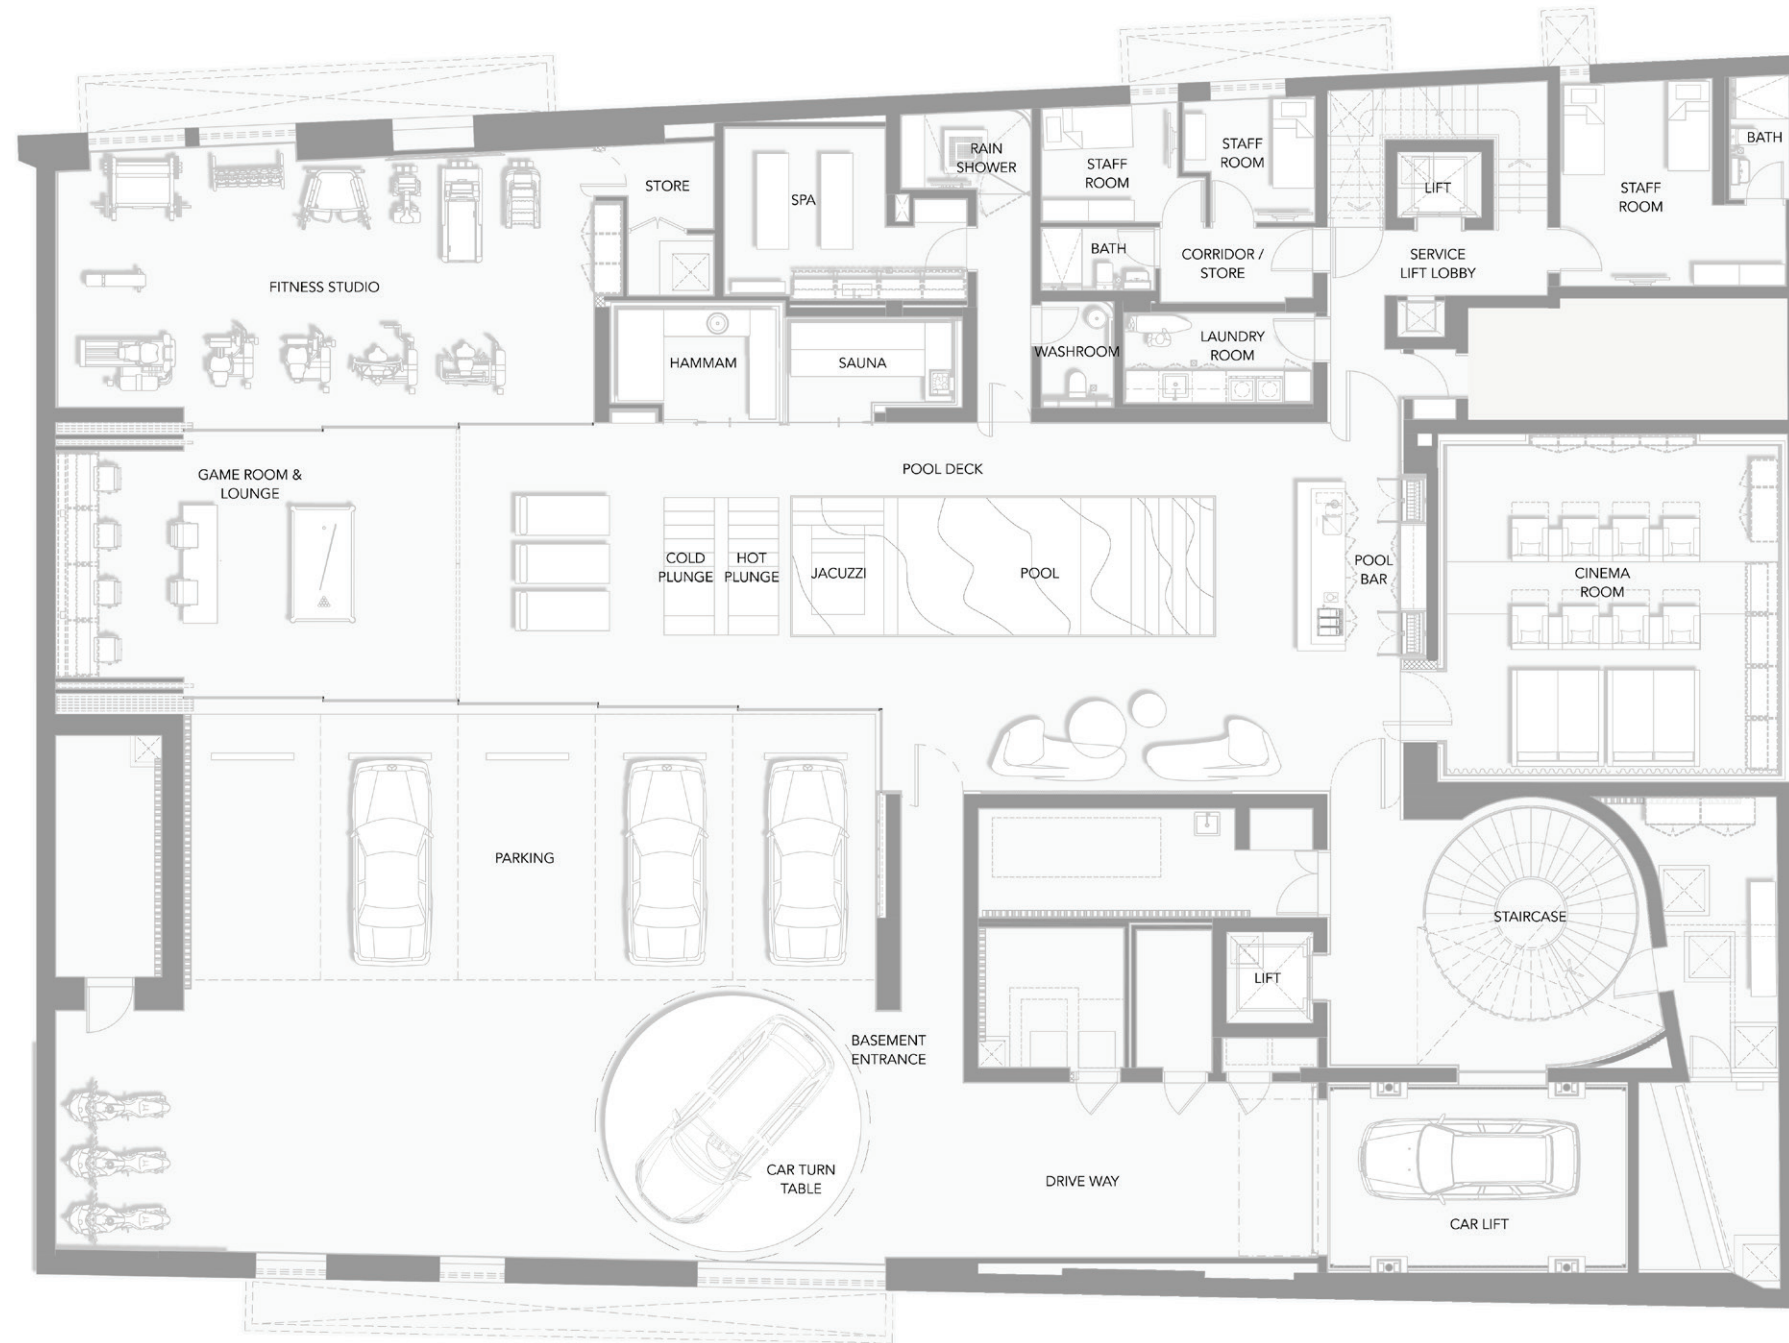 BATH
RAIN
SHOWER
STAFF
ROOM
STAFF
ROOM
STORE
LIFT
STAFF
ROOM
SPA
BATH
CORRIDOR /
STORE
SERVICE
LIFT LOBBY
FITNESS STUDIO
HAMMAM
SAUNA
WASHROOM
LAUNDRY
ROOM
GAME ROOM &
LOUNGE
POOL DECK
COLD
PLUNGE
HOT
PLUNGE
JACUZZI
POOL
POOL
BAR
CINEMA
ROOM
PARKING
STAIRCASE
LIFT
BASEMENT
ENTRANCE
CAR TURN
TABLE
DRIVE WAY
CAR LIFT